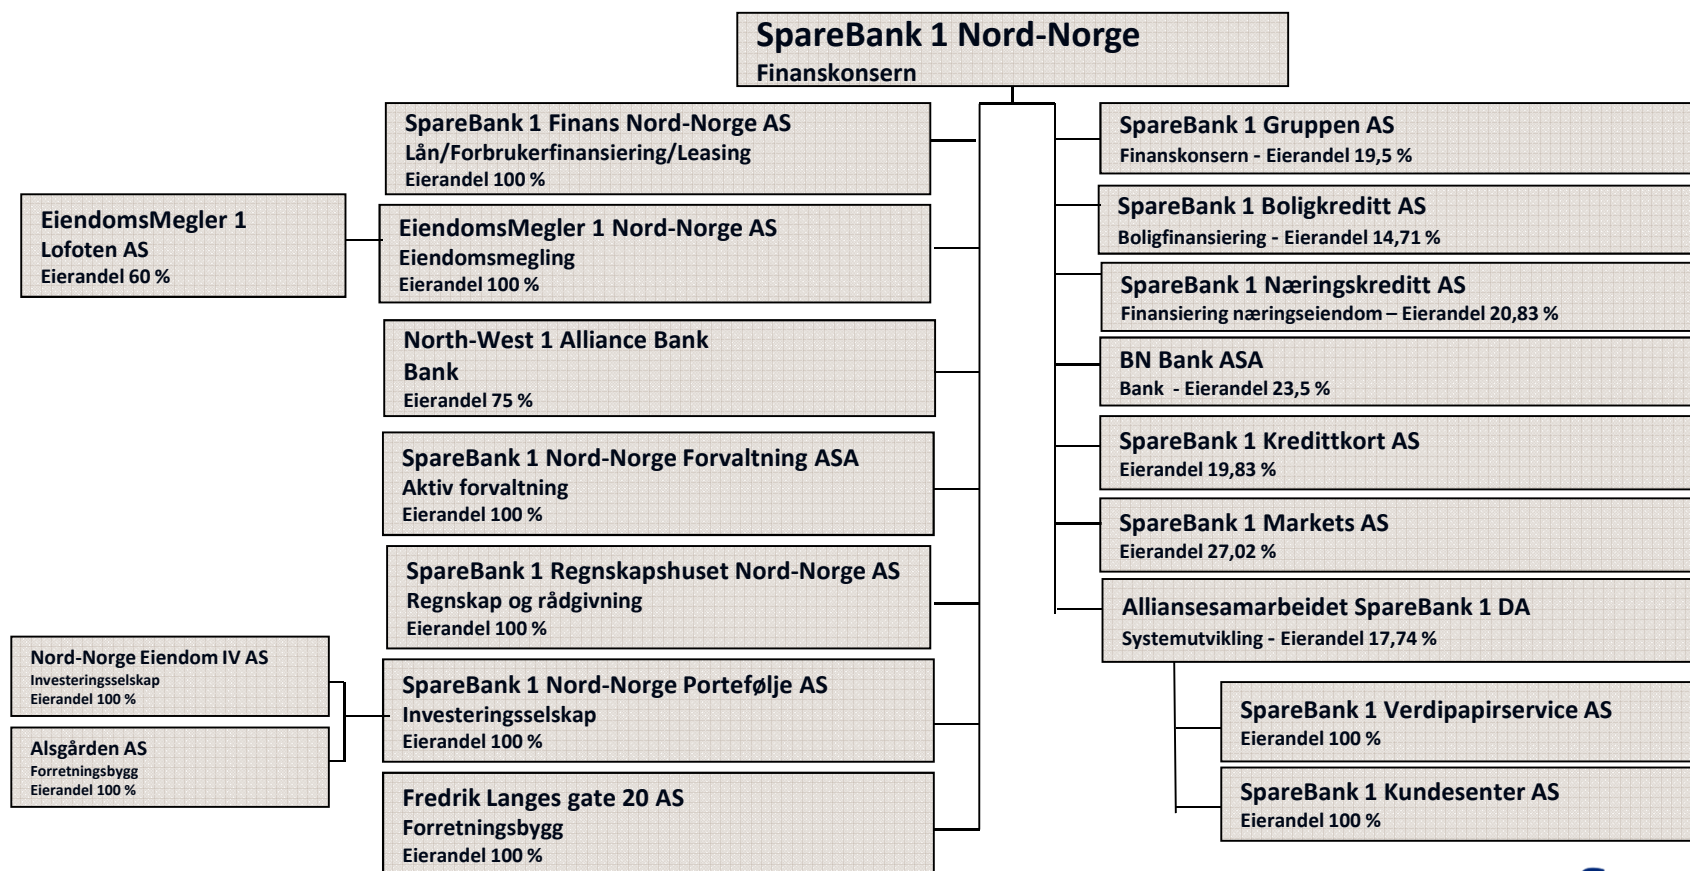 SpareBank 1 Nord-Norge
Finanskonsern
SpareBank 1 Finans Nord-Norge AS
Lån/Forbrukerfinansiering/Leasing
Eierandel 100 %
EiendomsMegler 1
Lofoten AS
Eierandel 60 %
EiendomsMegler 1 Nord-Norge AS
Eiendomsmegling
Eierandel 100 %
North-West 1 Alliance Bank
Bank
Eierandel 75 %
SpareBank 1 Nord-Norge Forvaltning ASA
Aktiv forvaltning
Eierandel 100 %
SpareBank 1 Regnskapshuset Nord-Norge AS
Regnskap og rådgivning
Eierandel 100 %
Nord-Norge Eiendom IV AS
Investeringsselskap
Eierandel 100 %
Alsgården AS
Forretningsbygg
Eierandel 100 %
SpareBank 1 Nord-Norge Portefølje AS
Investeringsselskap
Eierandel 100 %
Fredrik Langes gate 20 AS
Forretningsbygg
Eierandel 100 %
SpareBank 1 Gruppen AS
Finanskonsern - Eierandel 19,5 %
SpareBank 1 Boligkreditt AS
Boligfinansiering - Eierandel 14,71 %
SpareBank 1 Næringskreditt AS
Finansiering næringseiendom – Eierandel 20,83 %
BN Bank ASA
Bank - Eierandel 23,5 %
SpareBank 1 Kredittkort AS
Eierandel 19,83 %
SpareBank 1 Markets AS
Eierandel 27,02 %
Alliansesamarbeidet SpareBank 1 DA
Systemutvikling - Eierandel 17,74 %
SpareBank 1 Verdipapirservice AS
Eierandel 100 %
SpareBank 1 Kundesenter AS
Eierandel 100 %